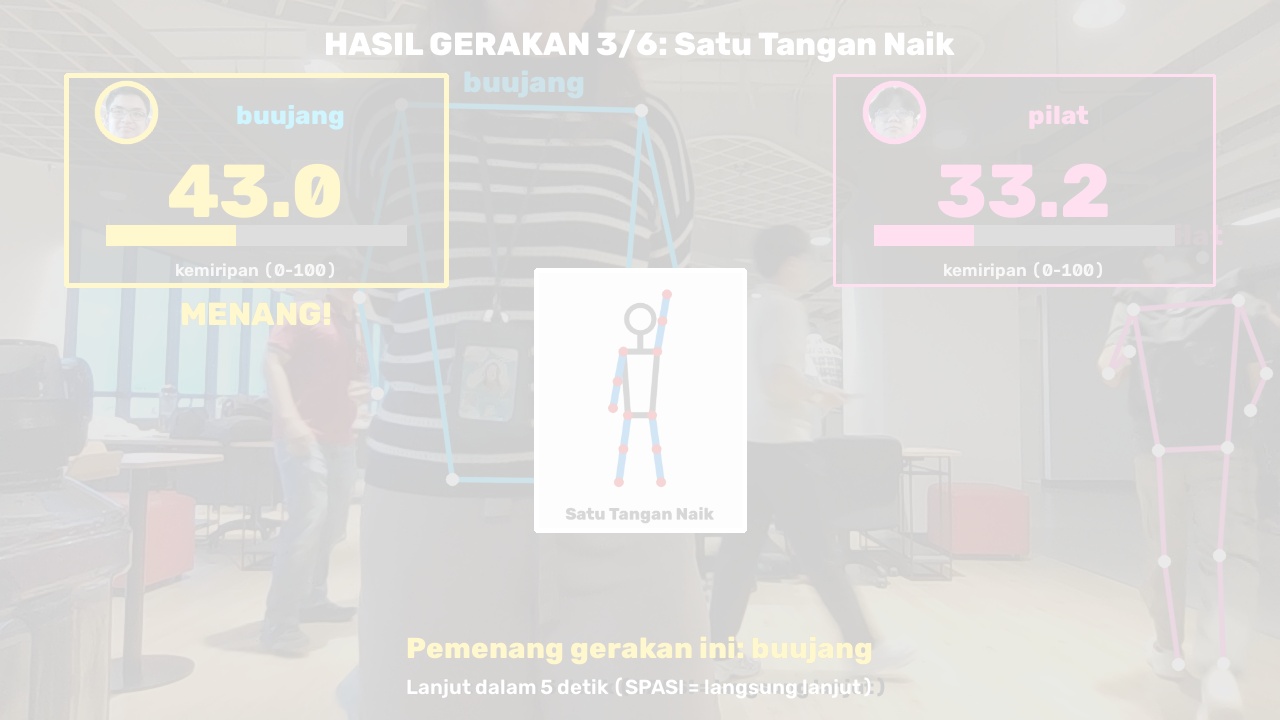 HASIL GERAKAN 3/6: Satu Tangan Naik
buujang
buujang
43.0
kemiripan (0-100)
MENANG!
pilat
33.2
kemiripan (0-100)
Satu Tangan Naik
Pemenang gerakan ini: buujang
Lanjut dalam 5 detik (SPASI = langsung lanjut)